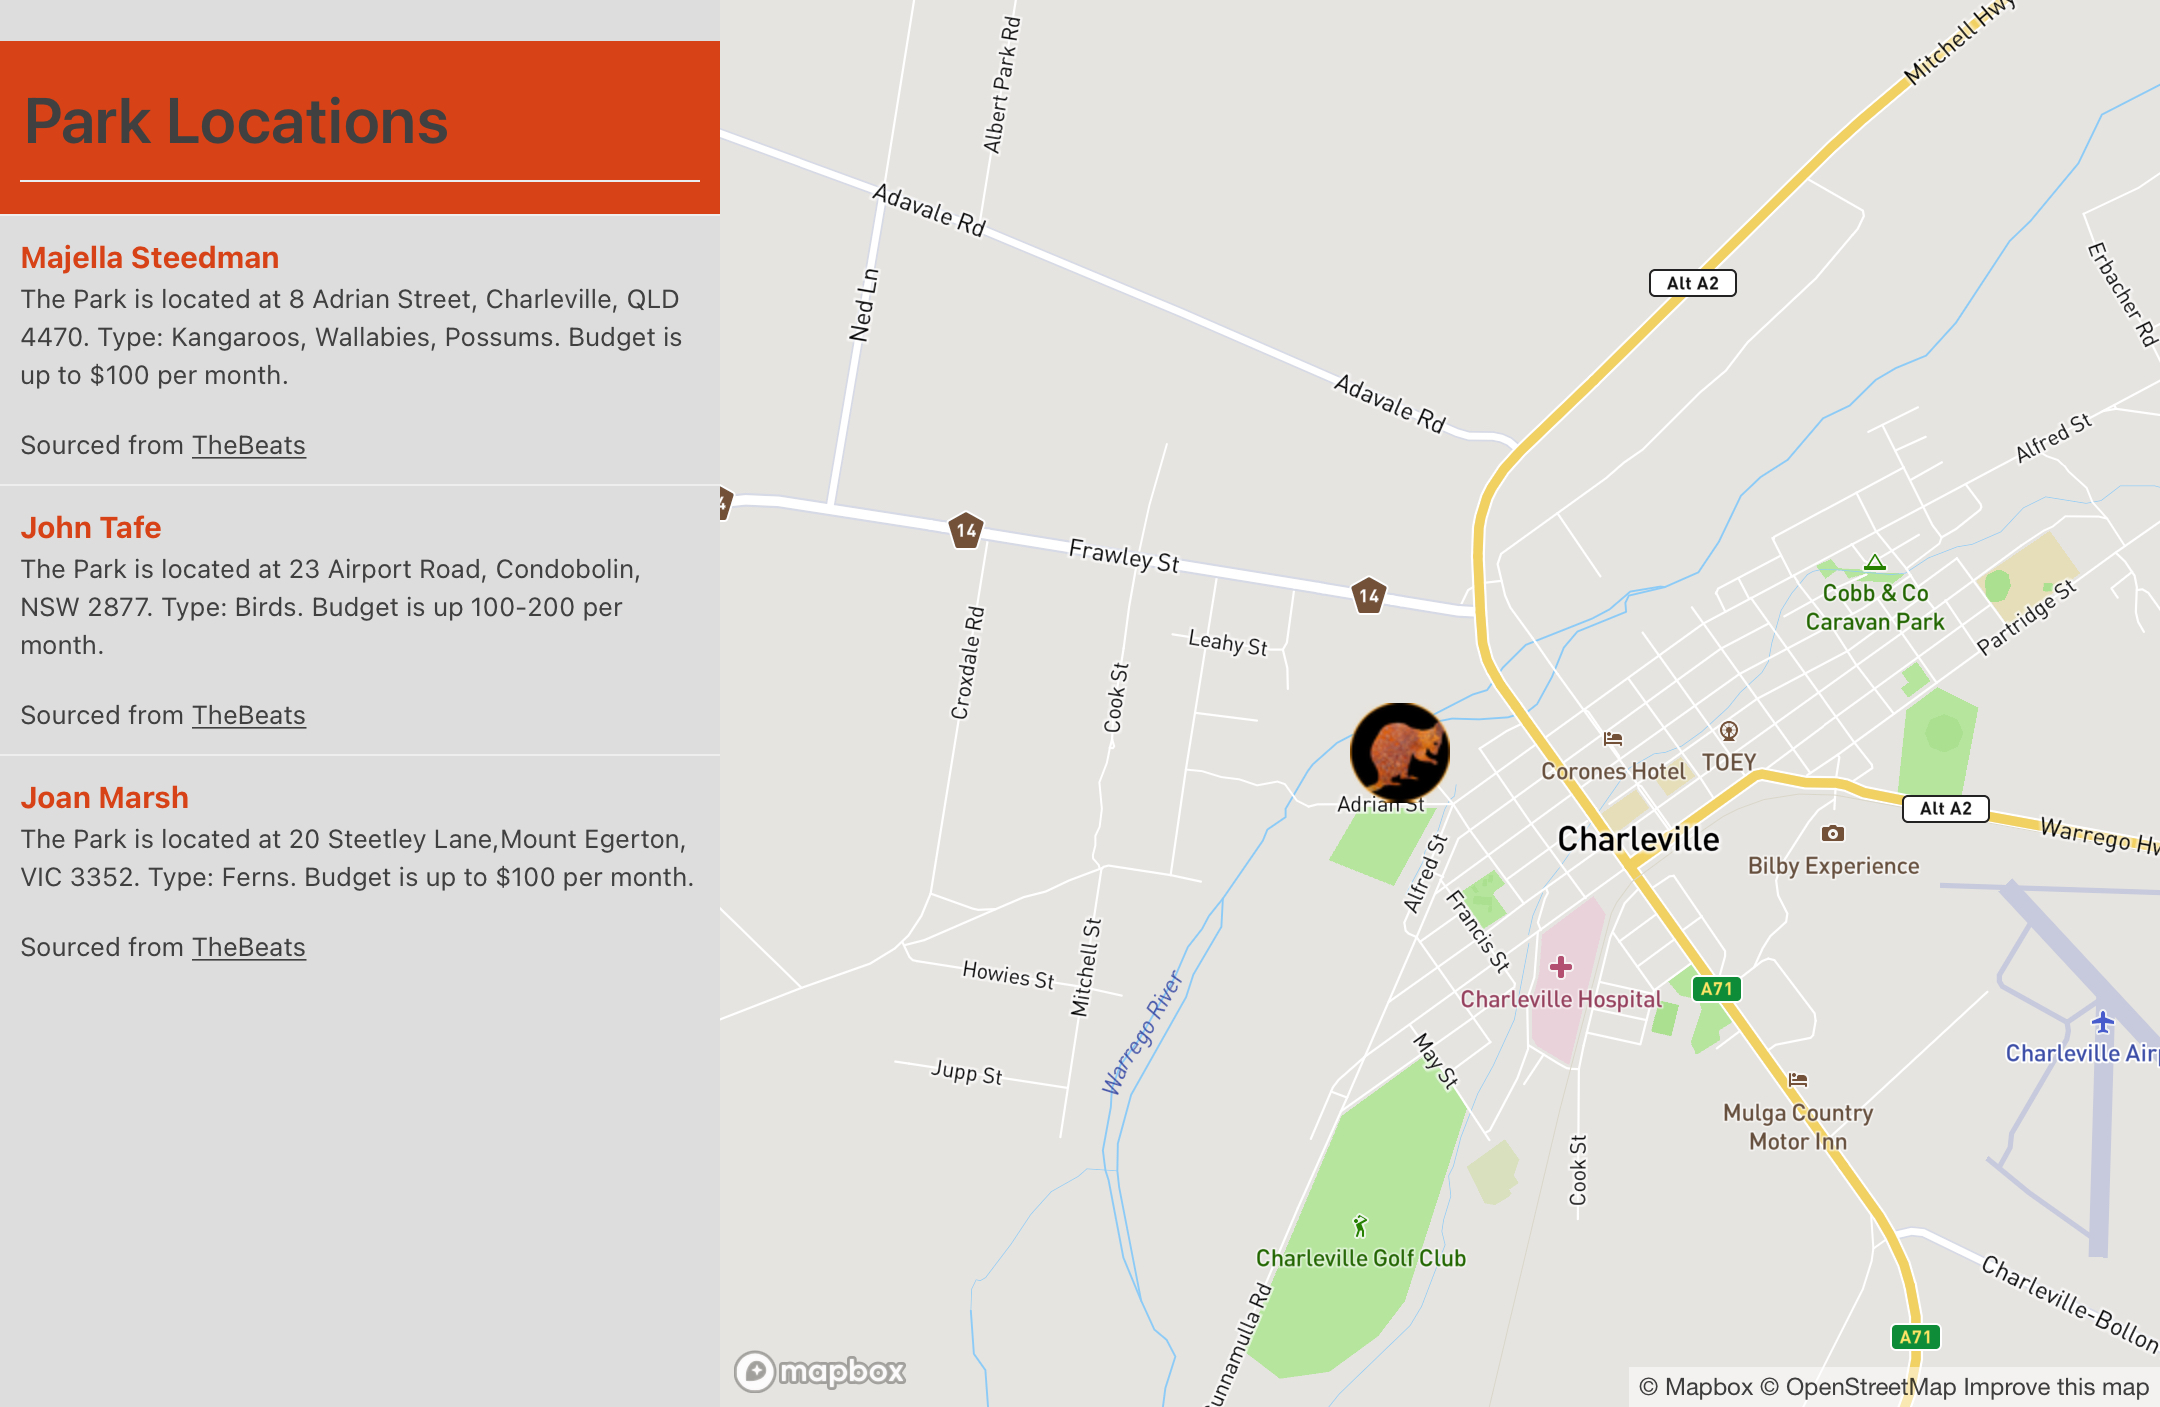 Park Locations
Majella Steedman
The Park is located at 8 Adrian Street, Charleville, QLD
4470. Type: Kangaroos, Wallabies, Possums. Budget is
up to $100 per month.
Sourced from TheBeats
John Tafe
The Park is located at 23 Airport Road, Condobolin,
NSW 2877. Type: Birds. Budget is up 100-200 per
month.
Sourced from TheBeats
Joan Marsh
The Park is located at 20 Steetley Lane,Mount Egerton,
VIC 3352. Type: Ferns. Budget is up to $100 per month.
Sourced from TheBeats
Mitchell Hwy
Albert Park Rd
Adavale Rd
Ned Ln
Alt A2
Erbacher Rd
Adavale Rd
Alfred St
14
Frawley St
14
Cobb & Co
Caravan Park
Partridge St
Leahy St
Croxdale Rd
Cook St
Corones Hotel
TOEY
Adrian St
Alt A2
Charleville
Warrego Hw
Bilby Experience
Alfred St
Francis St
Howies St
Mitchell St
Warrego River
Charleville Hospital
A71
Charleville Airp
May St
Jupp St
Mulga Country
Motor Inn
Cook St
Charleville Golf Club
Charleville-Bollon
unnamulla Rd
A71
mapbox
© Mapbox © OpenStreetMap Improve this map